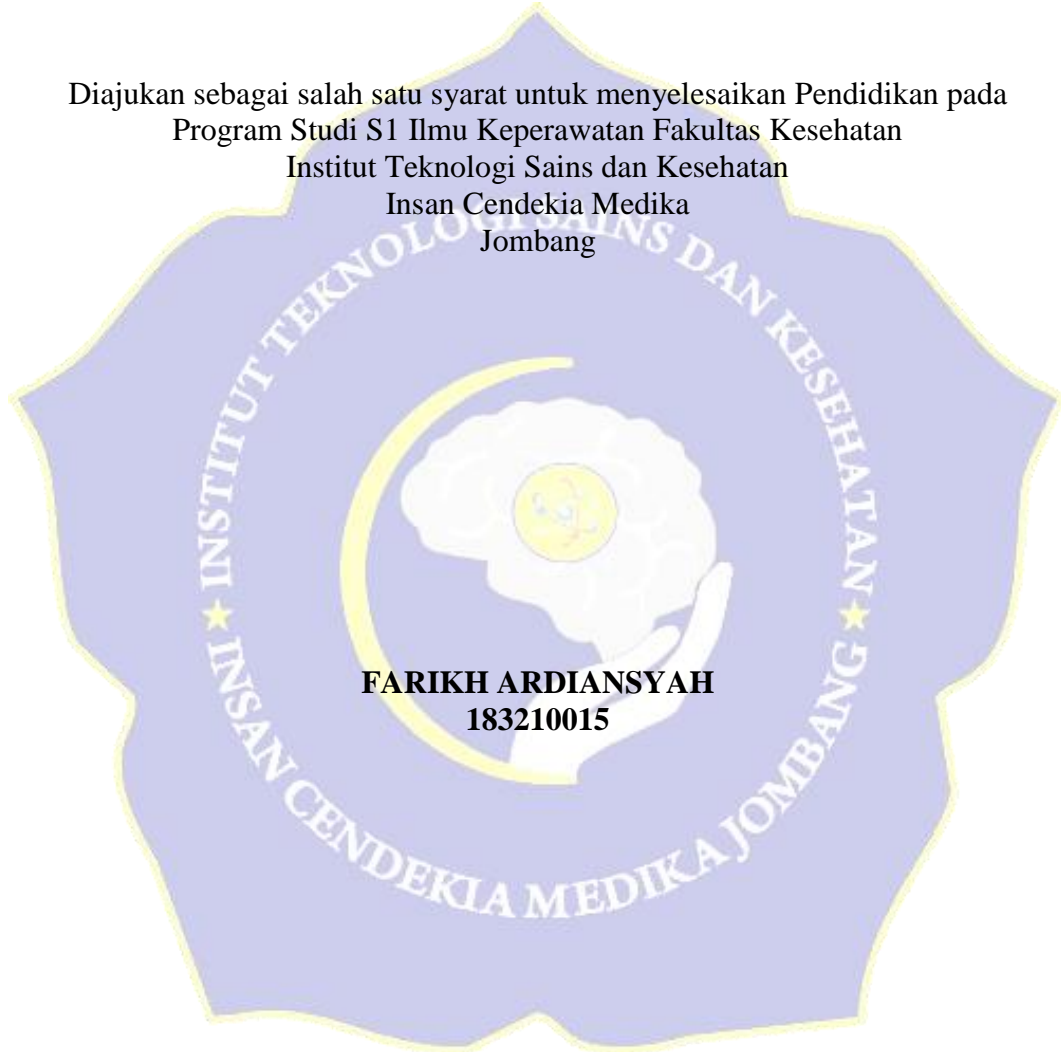 Diajukan sebagai salah satu syarat untuk menyelesaikan Pendidikan pada
Program Studi S1 Ilmu Keperawatan Fakultas Kesehatan
Institut Teknologi Sains dan Kesehatan
Insan Cendekia Medika
Jombang
INSTITUT TEKNOLOGI SAINS DAN KESEHATAN
FARIKH ARDIANSYAH
183210015
INSAN CENDEKIA MEDIKA JOMBANG